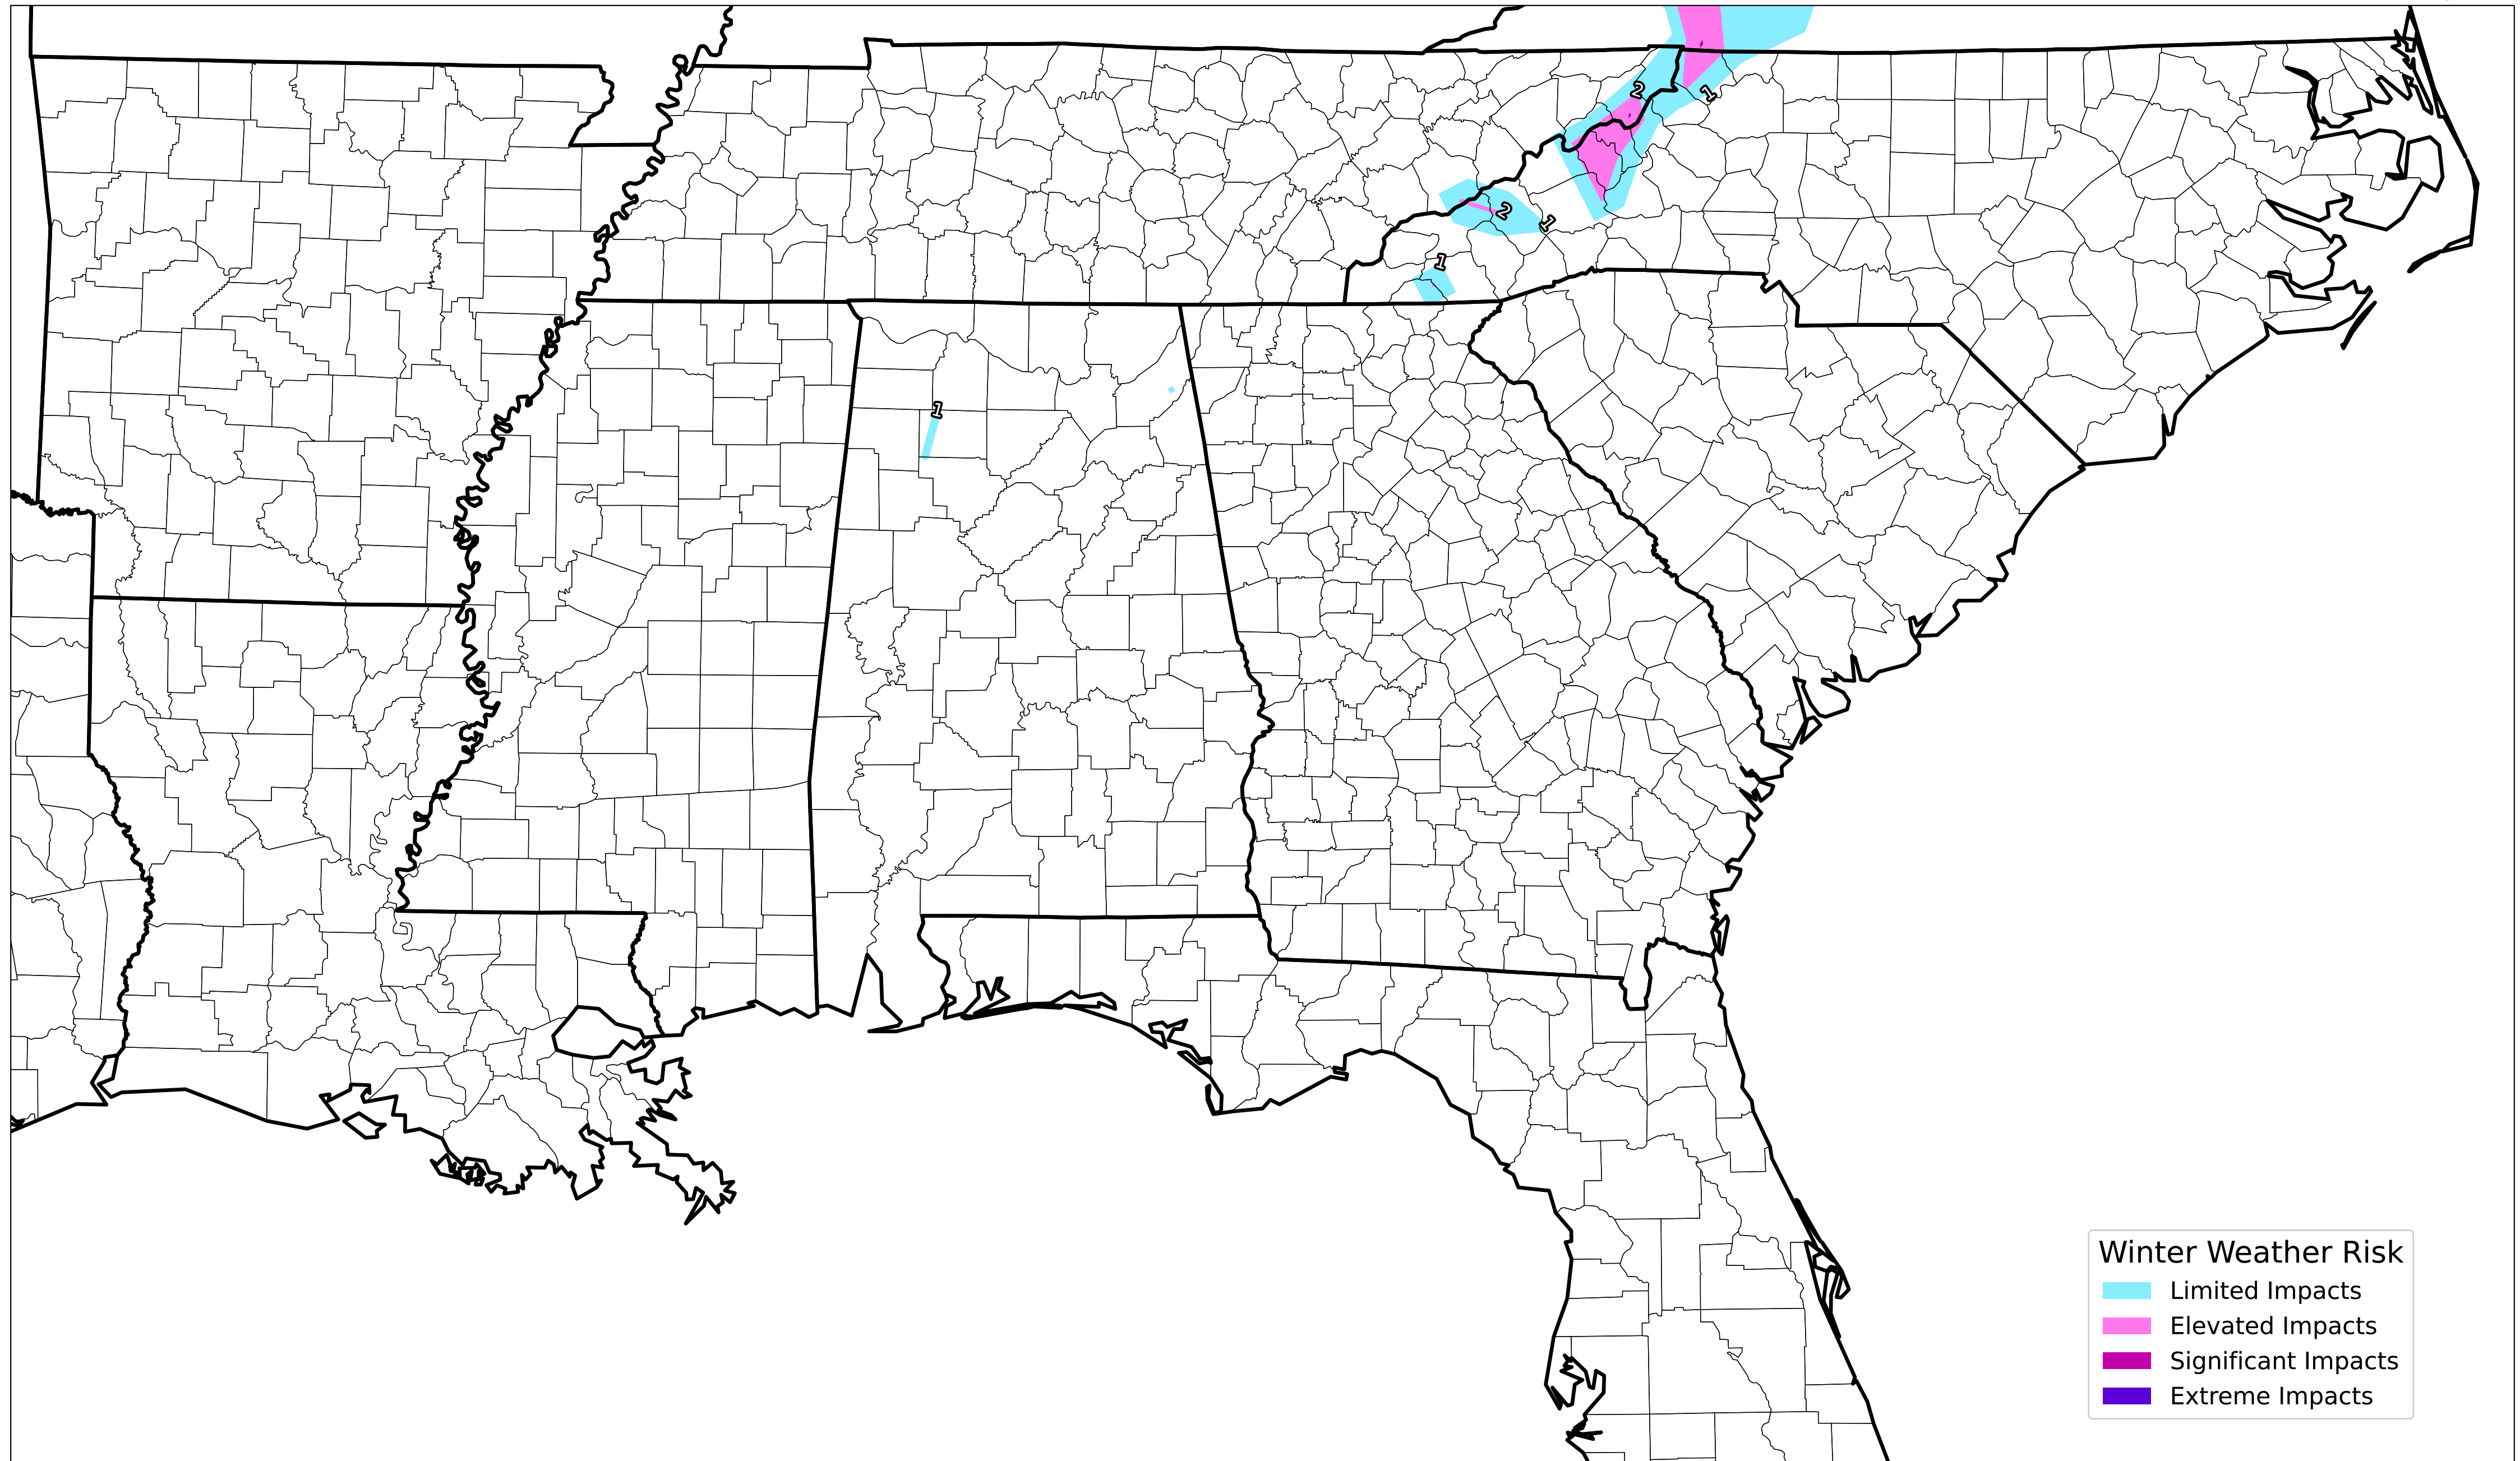 2
1
2
1
1
1
Winter Weather Risk
Limited Impacts
Elevated Impacts
Significant Impacts
Extreme Impacts